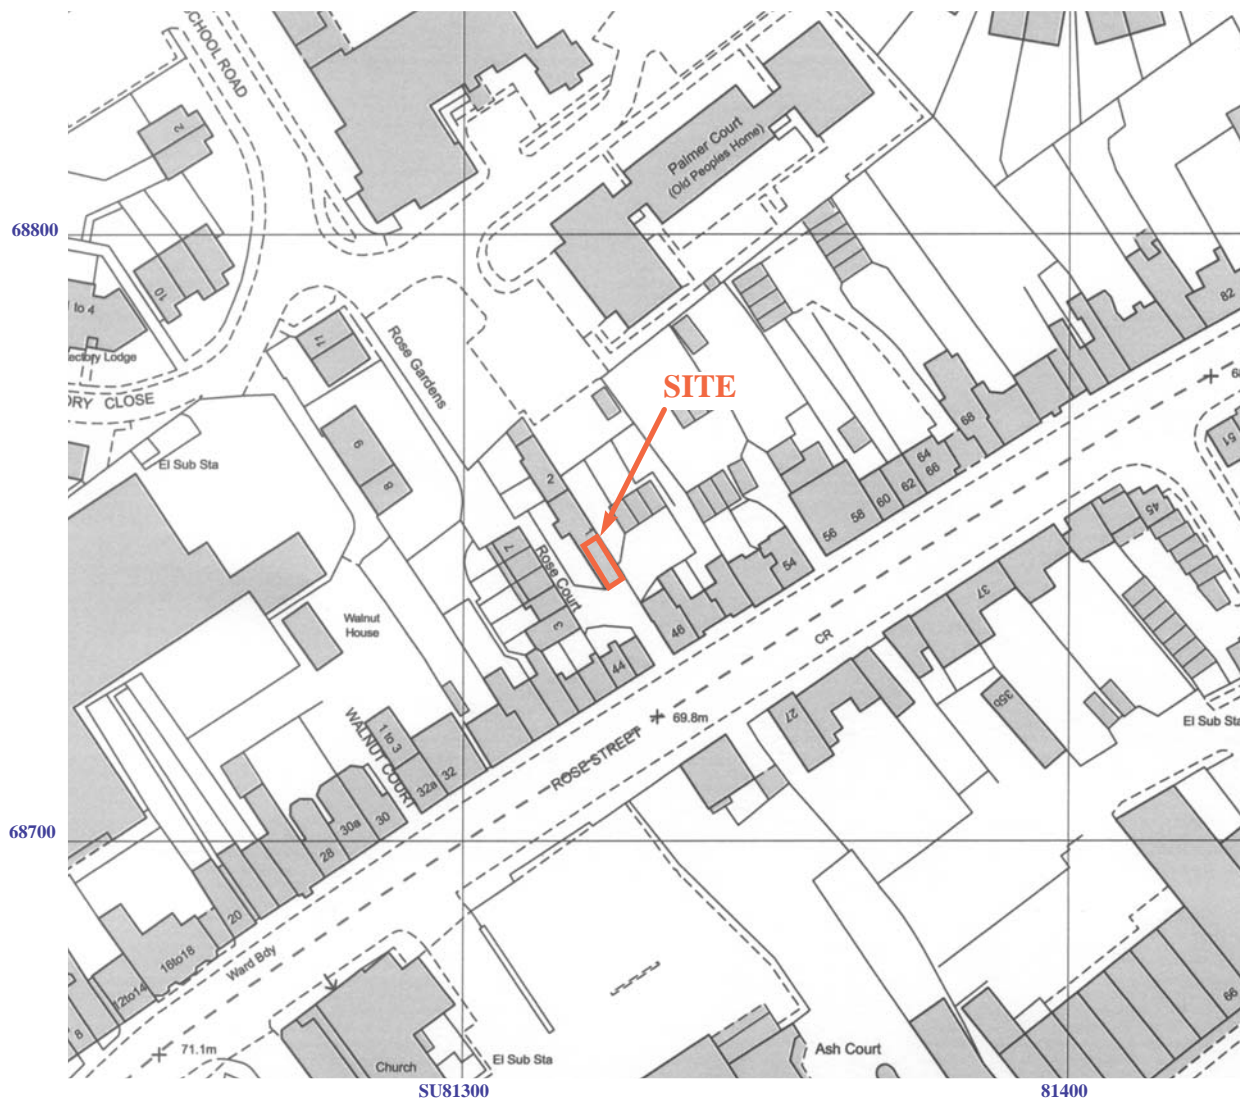 SCHOOL ROAD
2
Palmer Court
(Old Peoples Home)
68800
10
1 to 4
82
11
Rose Gardens
ectory Lodge
SITE
68
ORY CLOSE
68
51
9
64
66
El Sub Sta
2
8
62
60
58
45
56
7
Rose Court
54
37
Walnut
House
3
46
CR
44
35b
27
69.8m
El Sub Sta
WALNUT COURT
1 to 3
ROSE STREET
32
32a
68700
30
30a
28
20
16to18
Ward Bdy
12to14
66
8
71.1m
Ash Court
El Sub Sta
Church
SU81300
81400